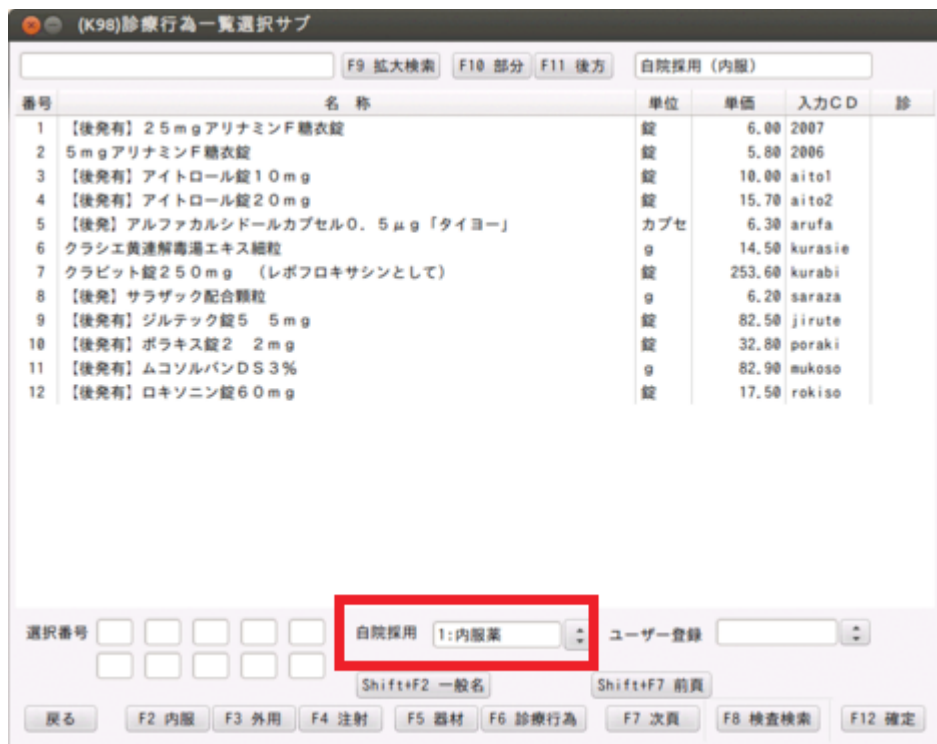 (K98)診療行為一覧選択サブ
F9 拡大検索 F10 部分 F11 後方 自院採用（内服）
番号 名 称 単位 単価 入力CD 診
1 【後発有】２５ｍｇアリナミンＦ糖衣錠 錠 6.00 2007
2 ５ｍｇアリナミンＦ糖衣錠 錠 5.80 2006
3 【後発有】アイトロール錠１０ｍｇ 錠 10.00 aito1
4 【後発有】アイトロール錠２０ｍｇ 錠 15.70 aito2
5 【後発】アルファカルシドールカプセル０．５μｇ「タイヨー」 カプセ 6.30 arufa
6 クラシエ黄連解毒湯エキス細粒 g 14.50 kurasie
7 クラビット錠２５０ｍｇ （レボフロキサシンとして） 錠 253.60 kurabi
8 【後発】サラザック配合顆粒 g 6.20 saraza
9 【後発有】ジルテック錠５ ５ｍｇ 錠 82.50 jirute
10 【後発有】ポラキス錠２ ２ｍｇ 錠 32.80 poraki
11 【後発有】ムコソルバンＤＳ３％ g 82.90 mukoso
12 【後発有】ロキソニン錠６０ｍｇ 錠 17.50 rokiso
選択番号 自院採用 1:内服薬 ユーザー登録
Shift+F2 一般名 Shift+F7 前頁
戻る F2 内服 F3 外用 F4 注射 F5 器材 F6 診療行為 F7 次頁 F8 検査検索 F12 確定